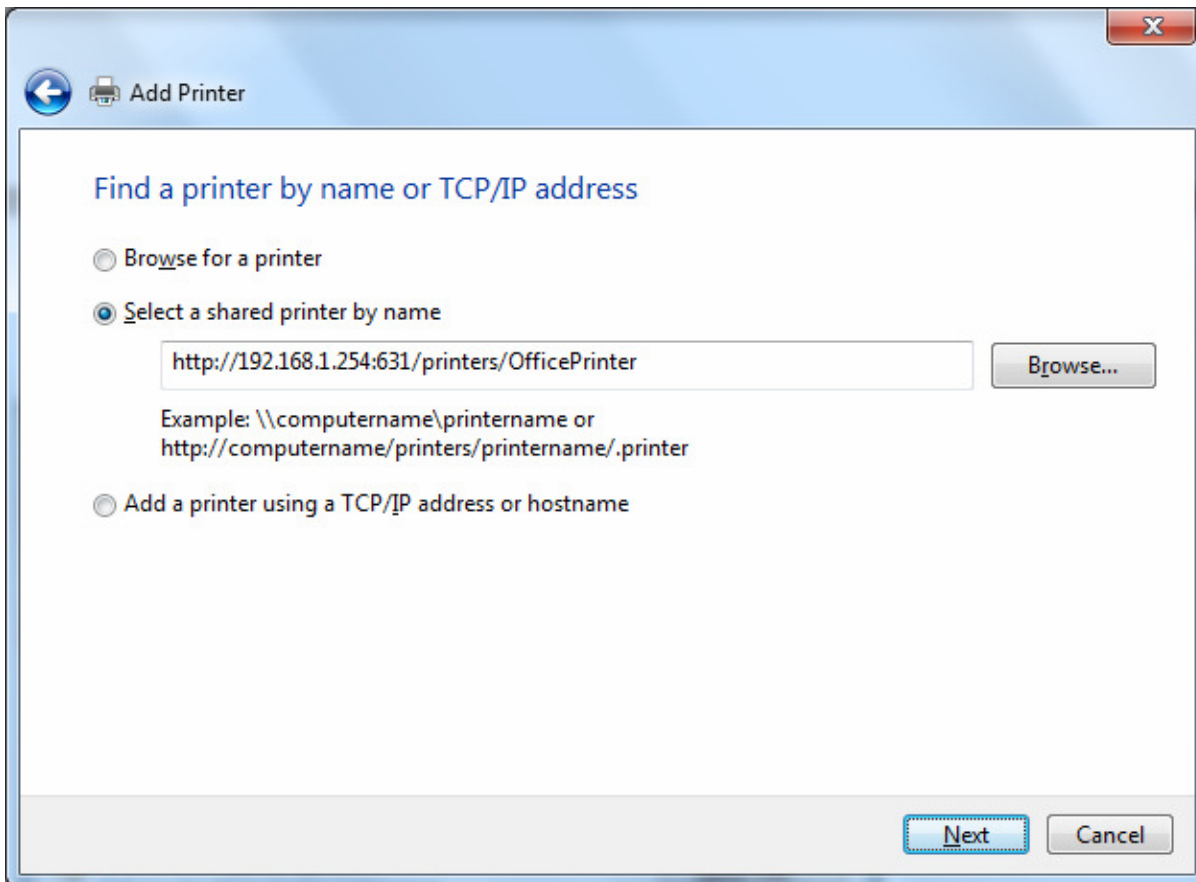 Add Printer
Find a printer by name or TCP/IP address
Browse for a printer
Select a shared printer by name
http://192.168.1.254:631/printers/OfficePrinter
Browse...
Example: \\computername\printername or
http://computername/printers/printername/.printer
Add a printer using a TCP/IP address or hostname
Next
Cancel